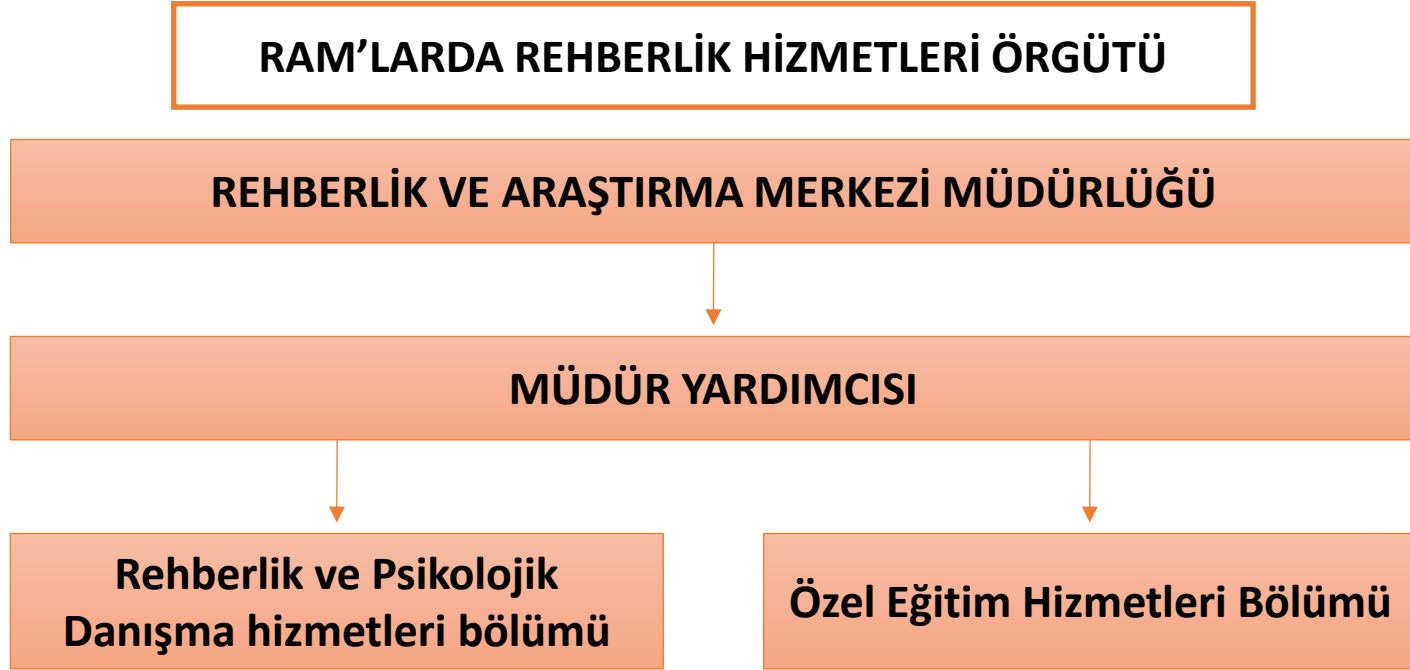 RAM’LARDA REHBERLİK HİZMETLERİ ÖRGÜTÜ
REHBERLİK VE ARAŞTIRMA MERKEZİ MÜDÜRLÜĞÜ
MÜDÜR YARDIMCISI
Rehberlik ve Psikolojik
Danışma hizmetleri bölümü
Özel Eğitim Hizmetleri Bölümü